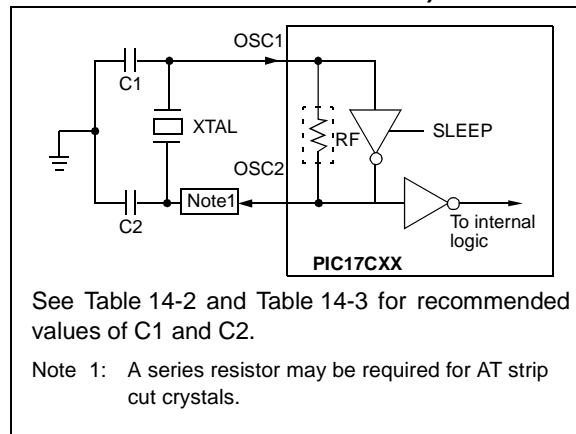 OSC1
C1
XTAL
RF
SLEEP
OSC2
C2
Note1
To internal
logic
PIC17CXX
See Table 14-2 and Table 14-3 for recommended
values of C1 and C2.
Note 1: A series resistor may be required for AT strip
cut crystals.